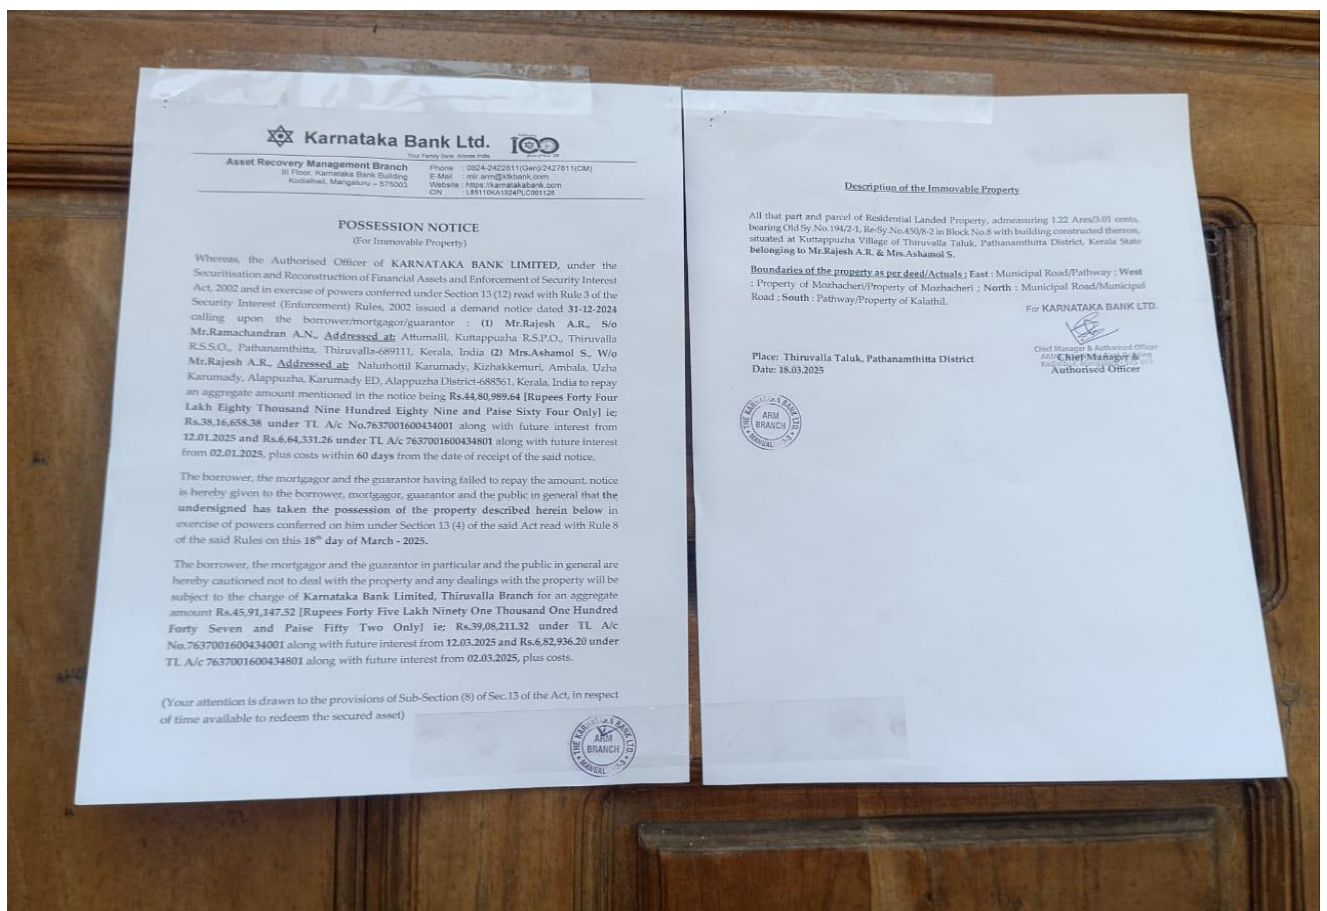 Karnataka Bank Ltd. 100
Your Family Bank. Across India.
Asset Recovery Management Branch
III Floor, Karnataka Bank Building
Kodialbail, Mangaluru – 575003
Phone : 0824-2422811(Gen)/2427811(CM)
E-Mail : mlr.arm@ktkbank.com
Website : https://karnatakabank.com
CIN : L85110KA1924PLC001128
POSSESSION NOTICE
(For Immovable Property)
Whereas, the Authorised Officer of KARNATAKA BANK LIMITED, under the
Securitisation and Reconstruction of Financial Assets and Enforcement of Security Interest
Act, 2002 and in exercise of powers conferred under Section 13 (12) read with Rule 3 of the
Security Interest (Enforcement) Rules, 2002 issued a demand notice dated 31-12-2024
calling upon the borrower/mortgagor/guarantor : (1) Mr.Rajesh A.R., S/o
Mr.Ramachandran A.N., Addressed at: Attumalil, Kuttappuzha R.S.P.O., Thiruvalla
R.S.S.O., Pathanamthitta, Thiruvalla-689111, Kerala, India (2) Mrs.Ashamol S., W/o
Mr.Rajesh A.R., Addressed at: Naluthottil Karumady, Kizhakkemuri, Ambala, Uzha
Karumady, Alappuzha, Karumady ED, Alappuzha District-688561, Kerala, India to repay
an aggregate amount mentioned in the notice being Rs.44,80,989.64 [Rupees Forty Four
Lakh Eighty Thousand Nine Hundred Eighty Nine and Paise Sixty Four Only] ie;
Rs.38,16,658.38 under TL A/c No.7637001600434001 along with future interest from
12.01.2025 and Rs.6,64,331.26 under TL A/c 7637001600434801 along with future interest
from 02.01.2025, plus costs within 60 days from the date of receipt of the said notice.
The borrower, the mortgagor and the guarantor having failed to repay the amount, notice
is hereby given to the borrower, mortgagor, guarantor and the public in general that the
undersigned has taken the possession of the property described herein below in
exercise of powers conferred on him under Section 13 (4) of the said Act read with Rule 8
of the said Rules on this 18th day of March - 2025.
The borrower, the mortgagor and the guarantor in particular and the public in general are
hereby cautioned not to deal with the property and any dealings with the property will be
subject to the charge of Karnataka Bank Limited, Thiruvalla Branch for an aggregate
amount Rs.45,91,147.52 [Rupees Forty Five Lakh Ninety One Thousand One Hundred
Forty Seven and Paise Fifty Two Only] ie; Rs.39,08,211.32 under TL A/c
No.7637001600434001 along with future interest from 12.03.2025 and Rs.6,82,936.20 under
TL A/c 7637001600434801 along with future interest from 02.03.2025, plus costs.
(Your attention is drawn to the provisions of Sub-Section (8) of Sec.13 of the Act, in respect
of time available to redeem the secured asset)
THE KARNATAKA BANK LTD.
ARM
BRANCH
Description of the Immovable Property
All that part and parcel of Residential Landed Property, admeasuring 1.22 Ares/3.01 cents,
bearing Old Sy.No.194/2-1, Re-Sy.No.450/8-2 in Block No.8 with building constructed thereon,
situated at Kuttappuzha Village of Thiruvalla Taluk, Pathanamthitta District, Kerala State
belonging to Mr.Rajesh A.R. & Mrs.Ashamol S.
Boundaries of the property as per deed/Actuals : East : Municipal Road/Pathway ; West
: Property of Mozhacheri/Property of Mozhacheri ; North : Municipal Road/Municipal
Road ; South : Pathway/Property of Kalathil.
For KARNATAKA BANK LTD.
Chief Manager & Authorised Officer
Chief Manager &
Authorised Officer
Place: Thiruvalla Taluk, Pathanamthitta District
Date: 18.03.2025
THE KARNATAKA BANK LTD.
ARM
BRANCH